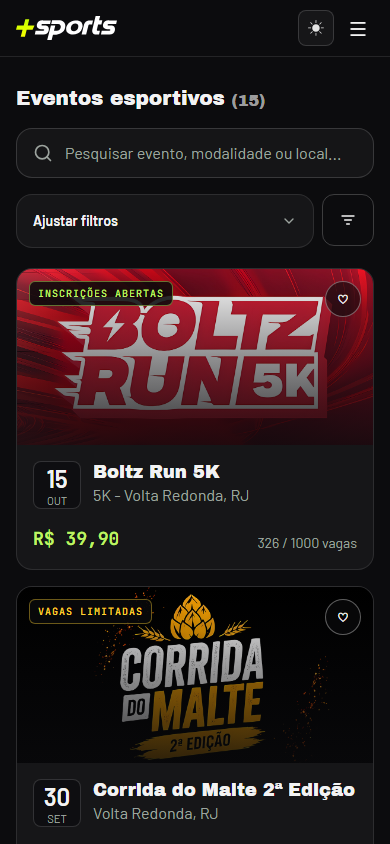 +sports
Eventos esportivos (15)
Pesquisar evento, modalidade ou local...
Ajustar filtros
INSCRIÇÕES ABERTAS
BOLTZ
RUN 5K
15
OUT
Boltz Run 5K
5K - Volta Redonda, RJ
R$ 39,90
326 / 1000 vagas
VAGAS LIMITADAS
CORRIDA
DO MALTE
2ª EDIÇÃO
30
SET
Corrida do Malte 2ª Edição
Volta Redonda, RJ